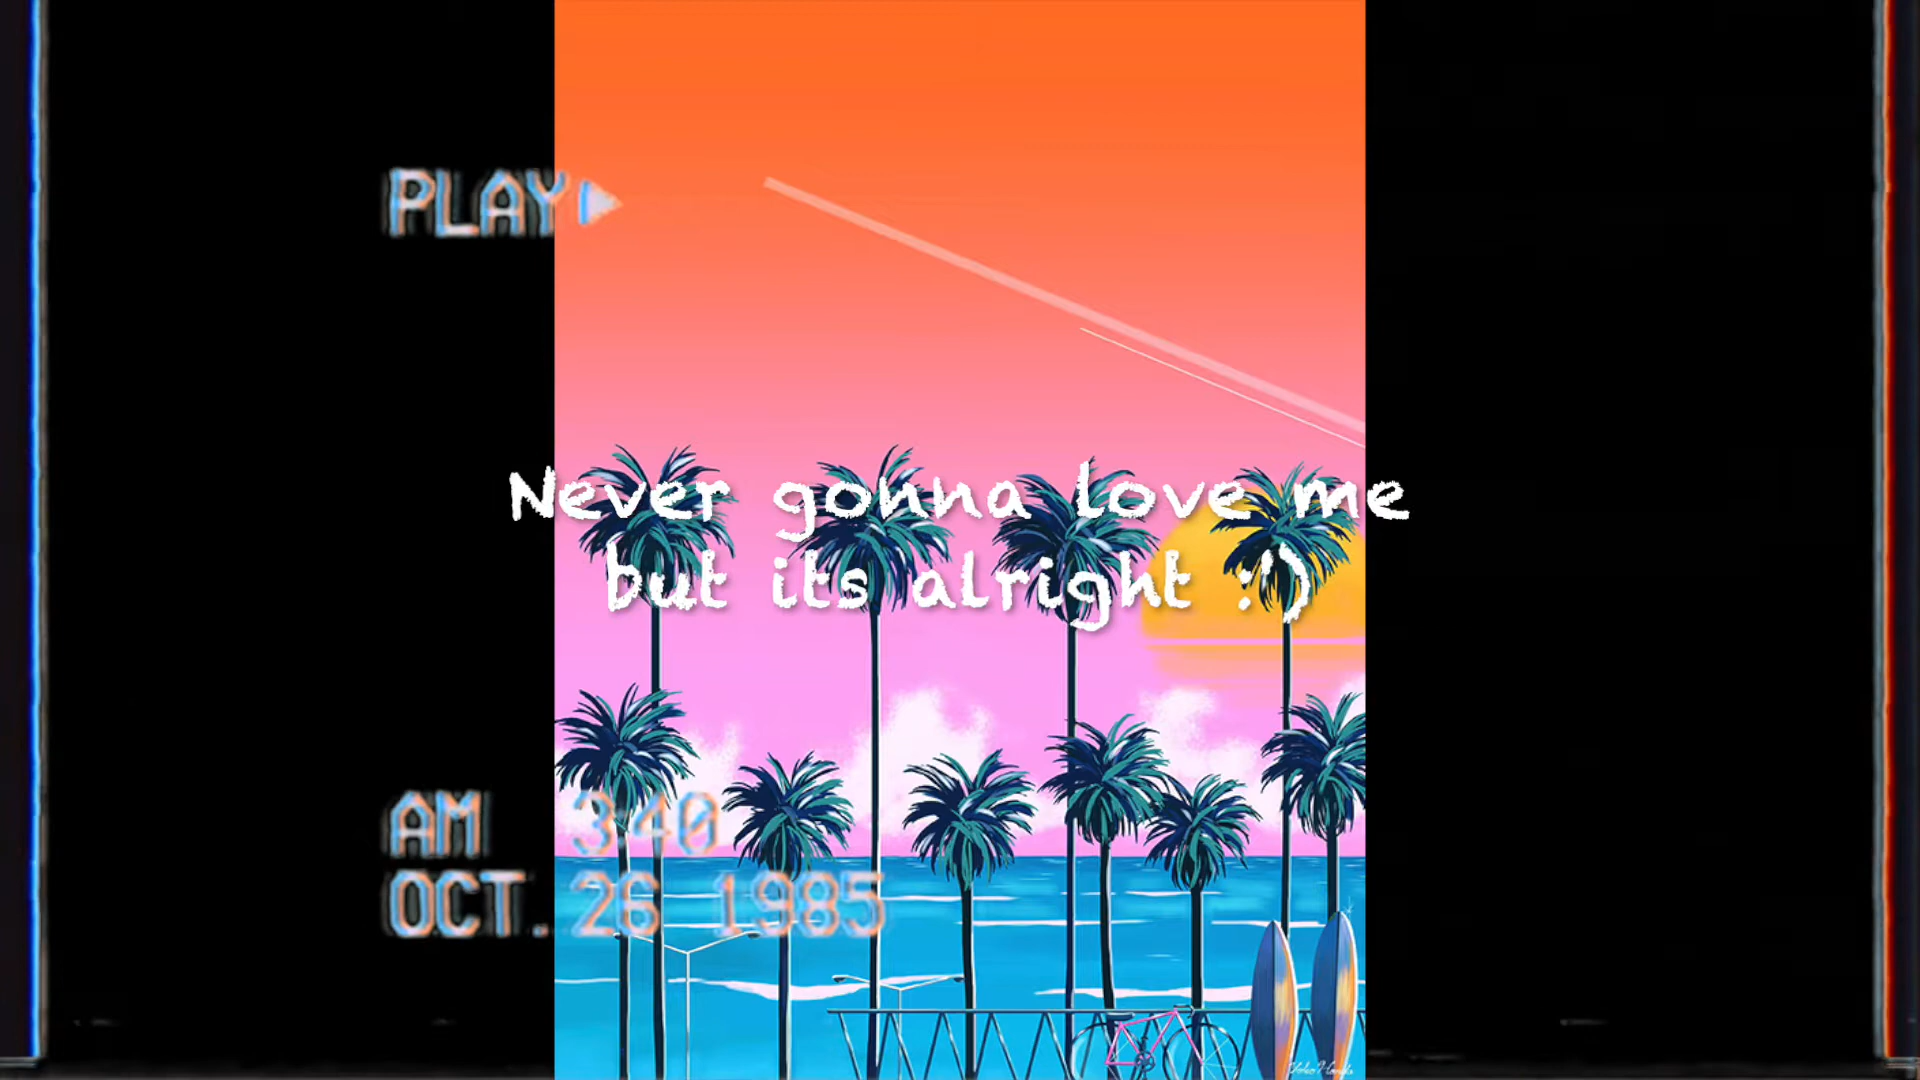 PLAY
Never gonna love me
but its alright :')
AM 3:40
OCT. 26 1985